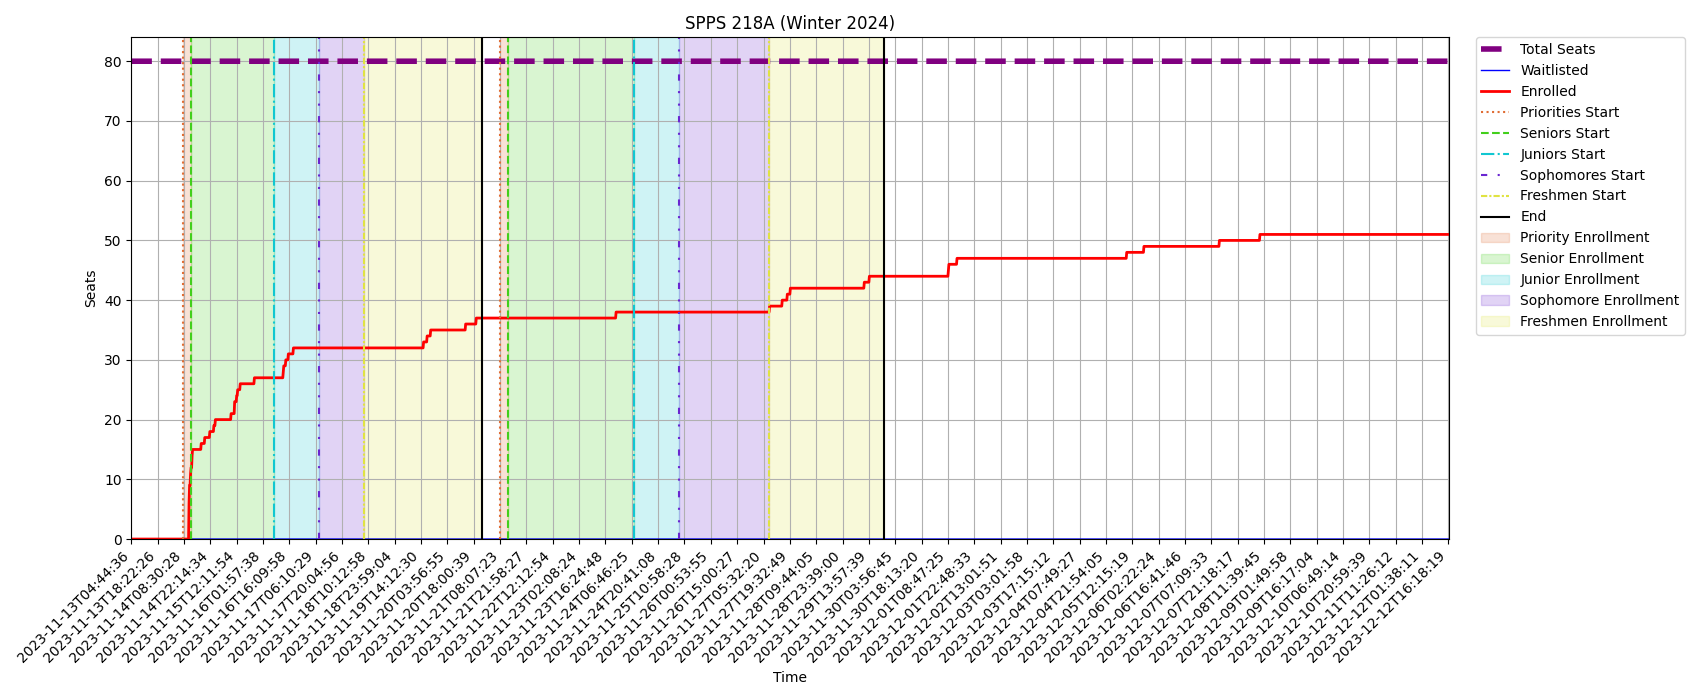 SPPS 218A (Winter 2024)
80
70
60
50
40
30
20
10
0
Seats
2023-11-13T04:44:36
2023-11-13T18:22:26
2023-11-14T08:30:28
2023-11-14T22:14:34
2023-11-15T12:11:54
2023-11-16T01:57:38
2023-11-16T16:09:58
2023-11-17T06:10:29
2023-11-17T20:04:56
2023-11-18T10:12:58
2023-11-18T23:59:04
2023-11-19T14:12:30
2023-11-20T03:56:55
2023-11-20T18:00:39
2023-11-21T08:07:23
2023-11-21T21:58:27
2023-11-22T12:12:54
2023-11-23T02:08:24
2023-11-23T16:24:48
2023-11-24T06:46:25
2023-11-24T20:41:08
2023-11-25T10:58:28
2023-11-26T00:53:55
2023-11-26T15:00:27
2023-11-27T05:32:20
2023-11-27T19:32:49
2023-11-28T09:44:05
2023-11-28T23:39:00
2023-11-29T13:57:39
2023-11-30T03:56:45
2023-11-30T18:13:20
2023-12-01T08:47:25
2023-12-01T22:48:33
2023-12-02T13:01:51
2023-12-03T03:01:58
2023-12-03T17:15:12
2023-12-04T07:49:27
2023-12-04T21:54:05
2023-12-05T12:15:19
2023-12-06T02:22:24
2023-12-06T16:41:46
2023-12-07T07:09:33
2023-12-07T21:18:17
2023-12-08T11:39:45
2023-12-09T01:49:58
2023-12-09T16:17:04
2023-12-10T06:49:14
2023-12-10T20:59:39
2023-12-11T11:26:12
2023-12-12T01:38:11
2023-12-12T16:18:19
Time
Total Seats
Waitlisted
Enrolled
Priorities Start
Seniors Start
Juniors Start
Sophomores Start
Freshmen Start
End
Priority Enrollment
Senior Enrollment
Junior Enrollment
Sophomore Enrollment
Freshmen Enrollment